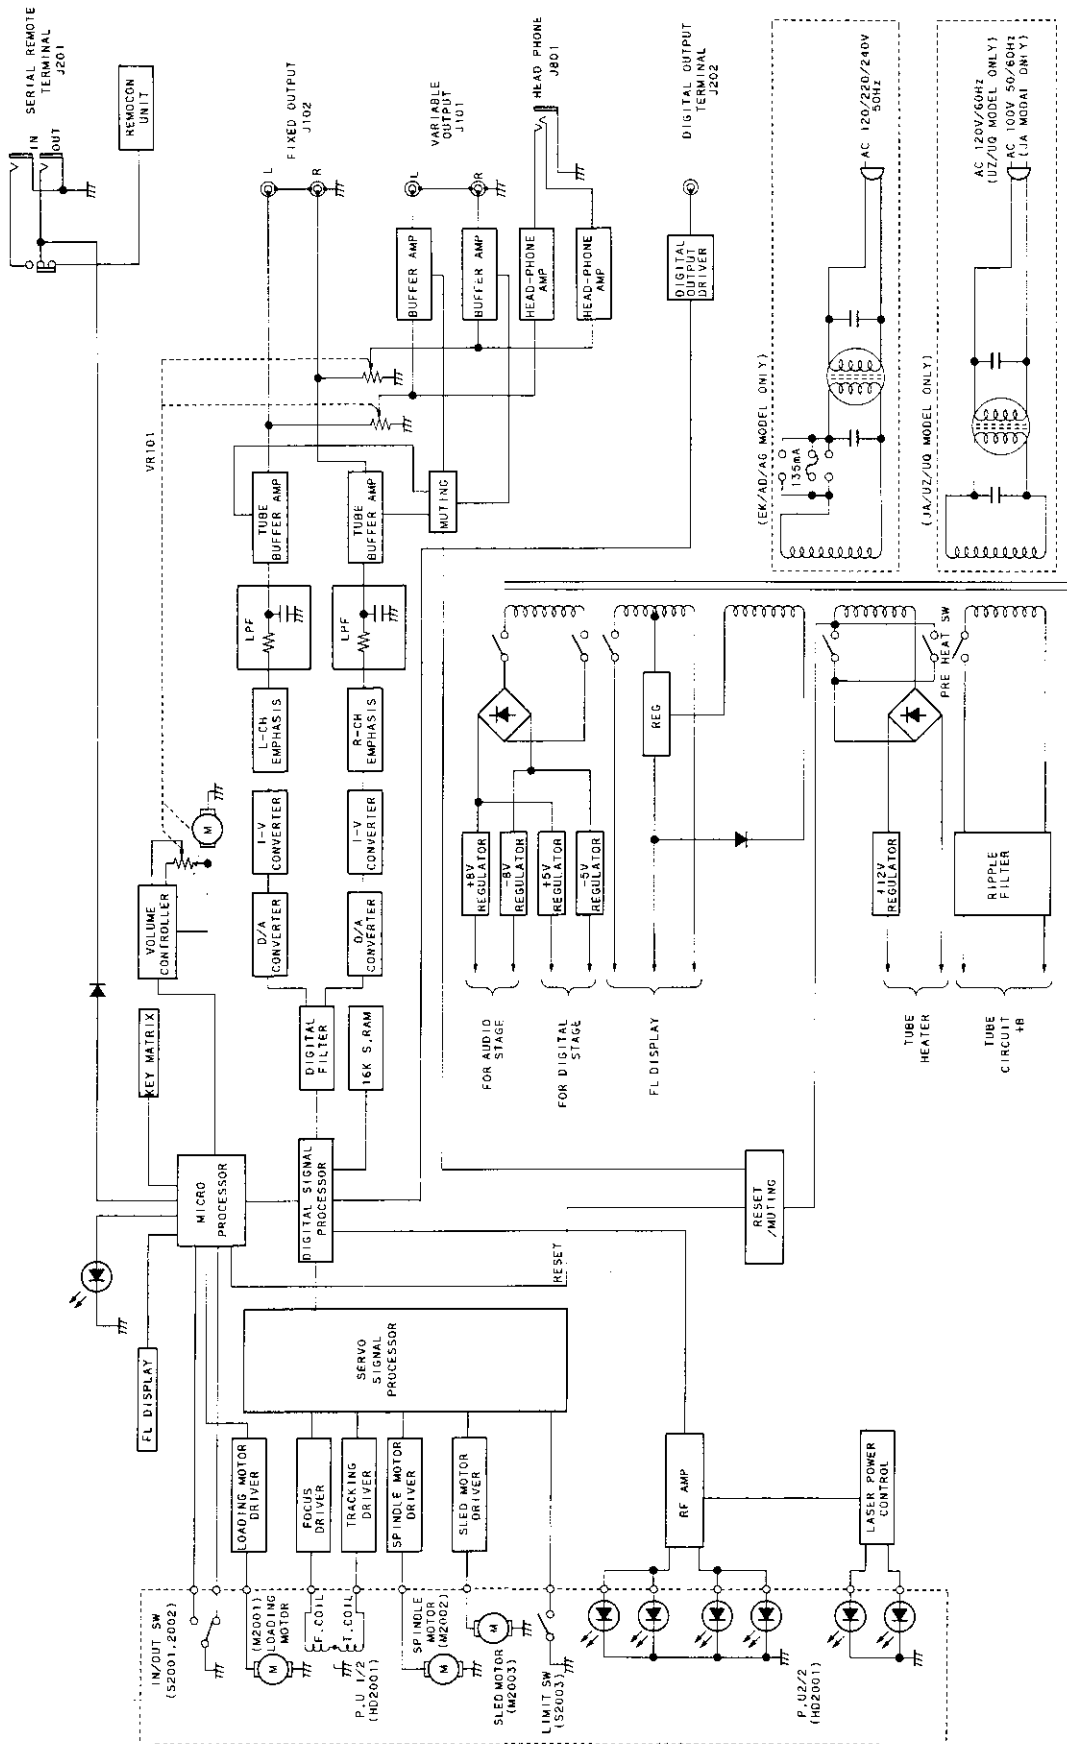 SERIAL REMOTE
TERMINAL
J201
IN
OUT
REMOCON
UNIT
FIXED OUTPUT
J102
L
R
VARIABLE
OUTPUT
J101
L
R
HEAD PHONE
J801
DIGITAL OUTPUT
TERMINAL
J202
AC 120/220/240V
50Hz
AC 120V/60Hz
(UZ/UQ MODEL ONLY)
AC 100V 50/60Hz
(JA MODAL ONLY)
BUFFER AMP
BUFFER AMP
HEAD-PHONE
AMP
HEAD-PHONE
AMP
DIGITAL
OUTPUT
DRIVER
(EK/AD/AG MODEL ONLY)
135mA
(JA/UZ/UQ MODEL ONLY)
VR101
TUBE
BUFFER AMP
TUBE
BUFFER AMP
MUTING
LPF
LPF
L-CH
EMPHASIS
R-CH
EMPHASIS
I-V
CONVERTER
I-V
CONVERTER
D/A
CONVERTER
D/A
CONVERTER
M
VOLUME
CONTROLLER
KEY MATRIX
DIGITAL
FILTER
16K S,RAM
REG
PRE HEAT SW
+8V
REGULATOR
-8V
REGULATOR
+5V
REGULATOR
-5V
REGULATOR
+12V
REGULATOR
RIPPLE
FILTER
FOR AUDIO
STAGE
FOR DIGITAL
STAGE
FL DISPLAY
TUBE
HEATER
TUBE
CIRCUIT
+B
MICRO
PROCESSOR
DIGITAL SIGNAL
PROCESSOR
RESET
/MUTING
RESET
FL DISPLAY
SERVO
SIGNAL
PROCESSOR
LOADING MOTOR
DRIVER
FOCUS
DRIVER
TRACKING
DRIVER
SPINDLE MOTOR
DRIVER
SLED MOTOR
DRIVER
RF AMP
LASER POWER
CONTROL
IN/OUT SW
(S2001,2002)
(M2001)
LOADING
MOTOR
M
F.COIL
T.COIL
P.U 1/2
(HD2001)
SPINDLE
MOTOR
(M2002)
M
SLED MOTOR
(M2003)
M
LIMIT SW
(S2003)
P.U2/2
(HD2001)